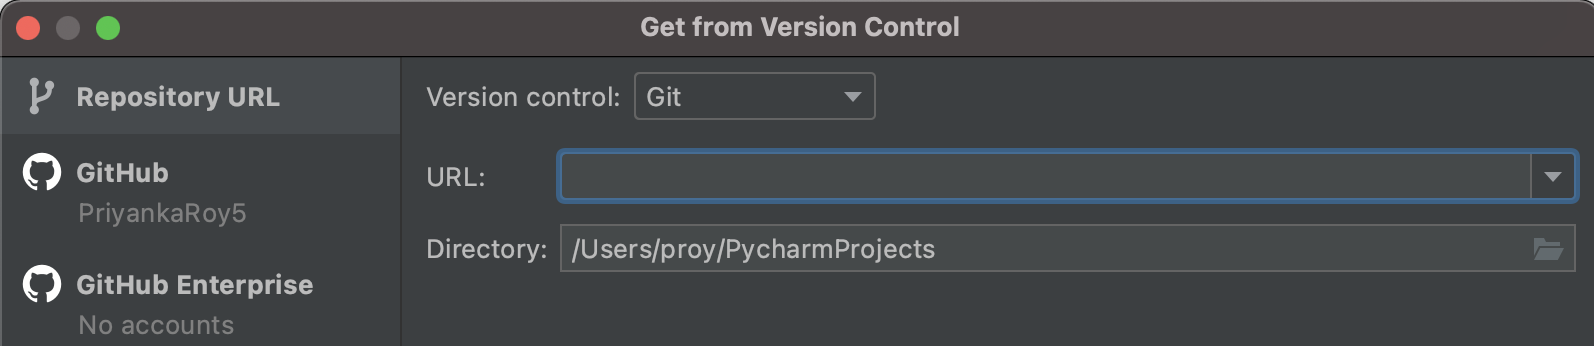 Get from Version Control
Repository URL
GitHub
PriyankaRoy5
GitHub Enterprise
No accounts
Version control: Git
URL:
Directory: /Users/proy/PycharmProjects